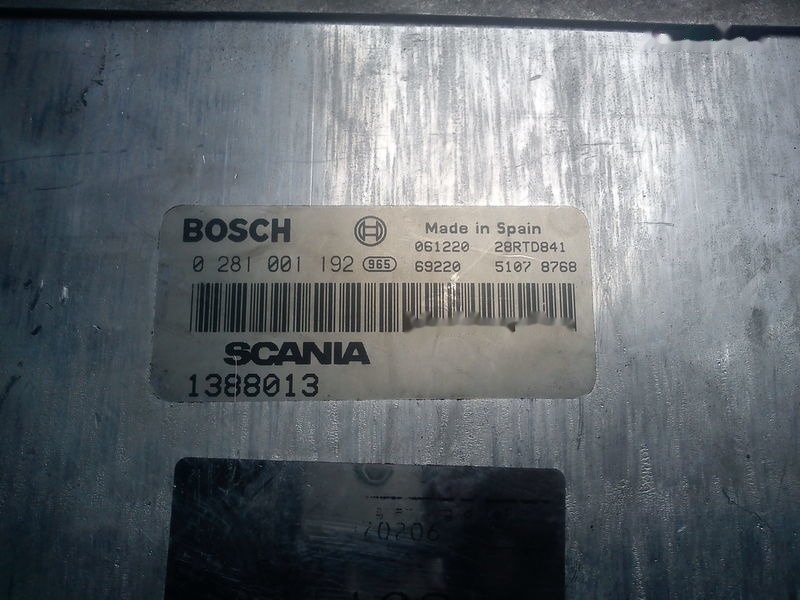 BOSCH Made in Spain
061220 28RTD841
0 281 001 192 965 69220 5107 8768
SCANIA
1388013
70206